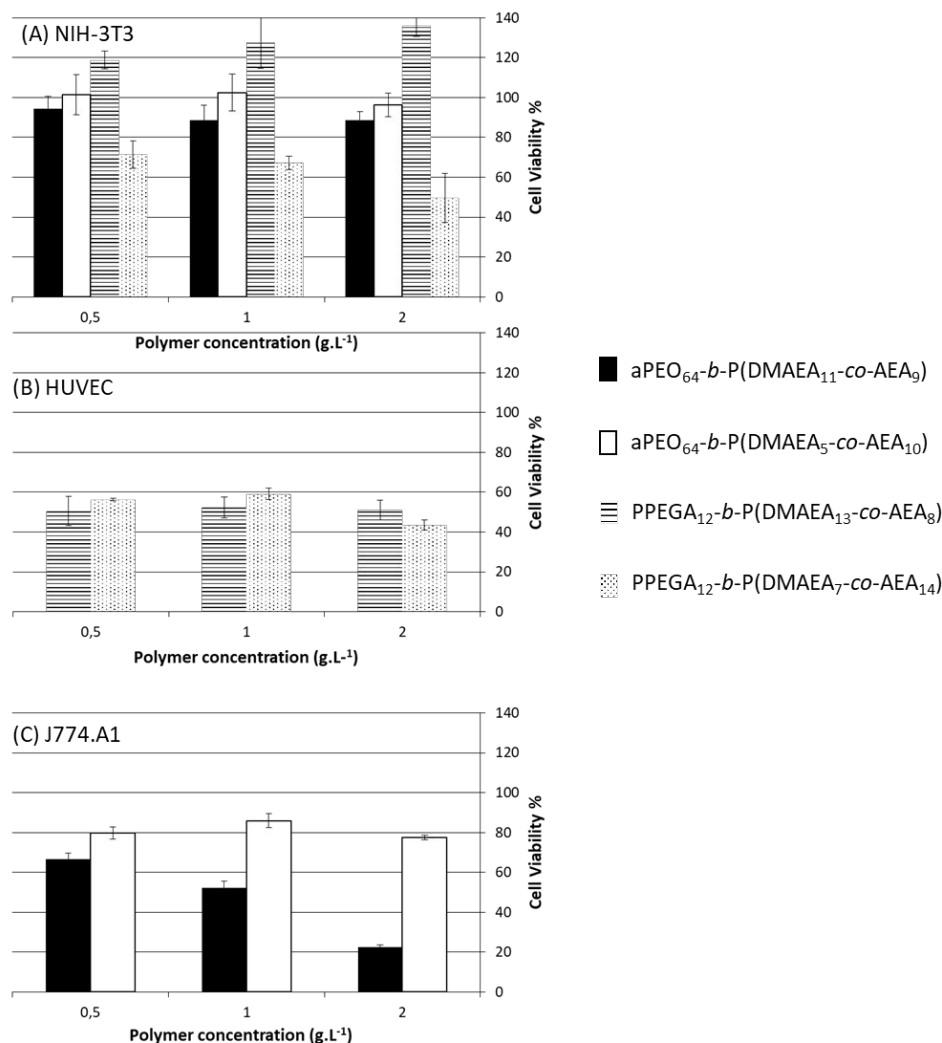 (A) NIH-3T3
140
120
100
80
60
40
20
0
Cell Viability %
0,5 1 2
Polymer concentration (g.L-1)
(B) HUVEC
140
120
100
80
60
40
20
0
Cell Viability %
0,5 1 2
Polymer concentration (g.L-1)
(C) J774.A1
140
120
100
80
60
40
20
0
Cell Viability %
0,5 1 2
Polymer concentration (g.L-1)
aPEO64-b-P(DMAEA11-co-AEA9)
aPEO64-b-P(DMAEA5-co-AEA10)
PPEGA12-b-P(DMAEA13-co-AEA8)
PPEGA12-b-P(DMAEA7-co-AEA14)